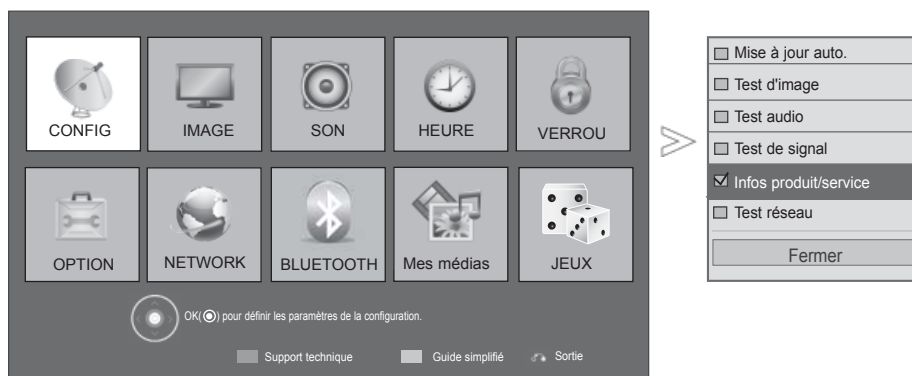 CONFIG
IMAGE
SON
HEURE
VERROU
OPTION
NETWORK
BLUETOOTH
Mes médias
JEUX
OK(◉) pour définir les paramètres de la configuration.
Support technique
Guide simplifié
Sortie
Mise à jour auto.
Test d'image
Test audio
Test de signal
Infos produit/service
Test réseau
Fermer